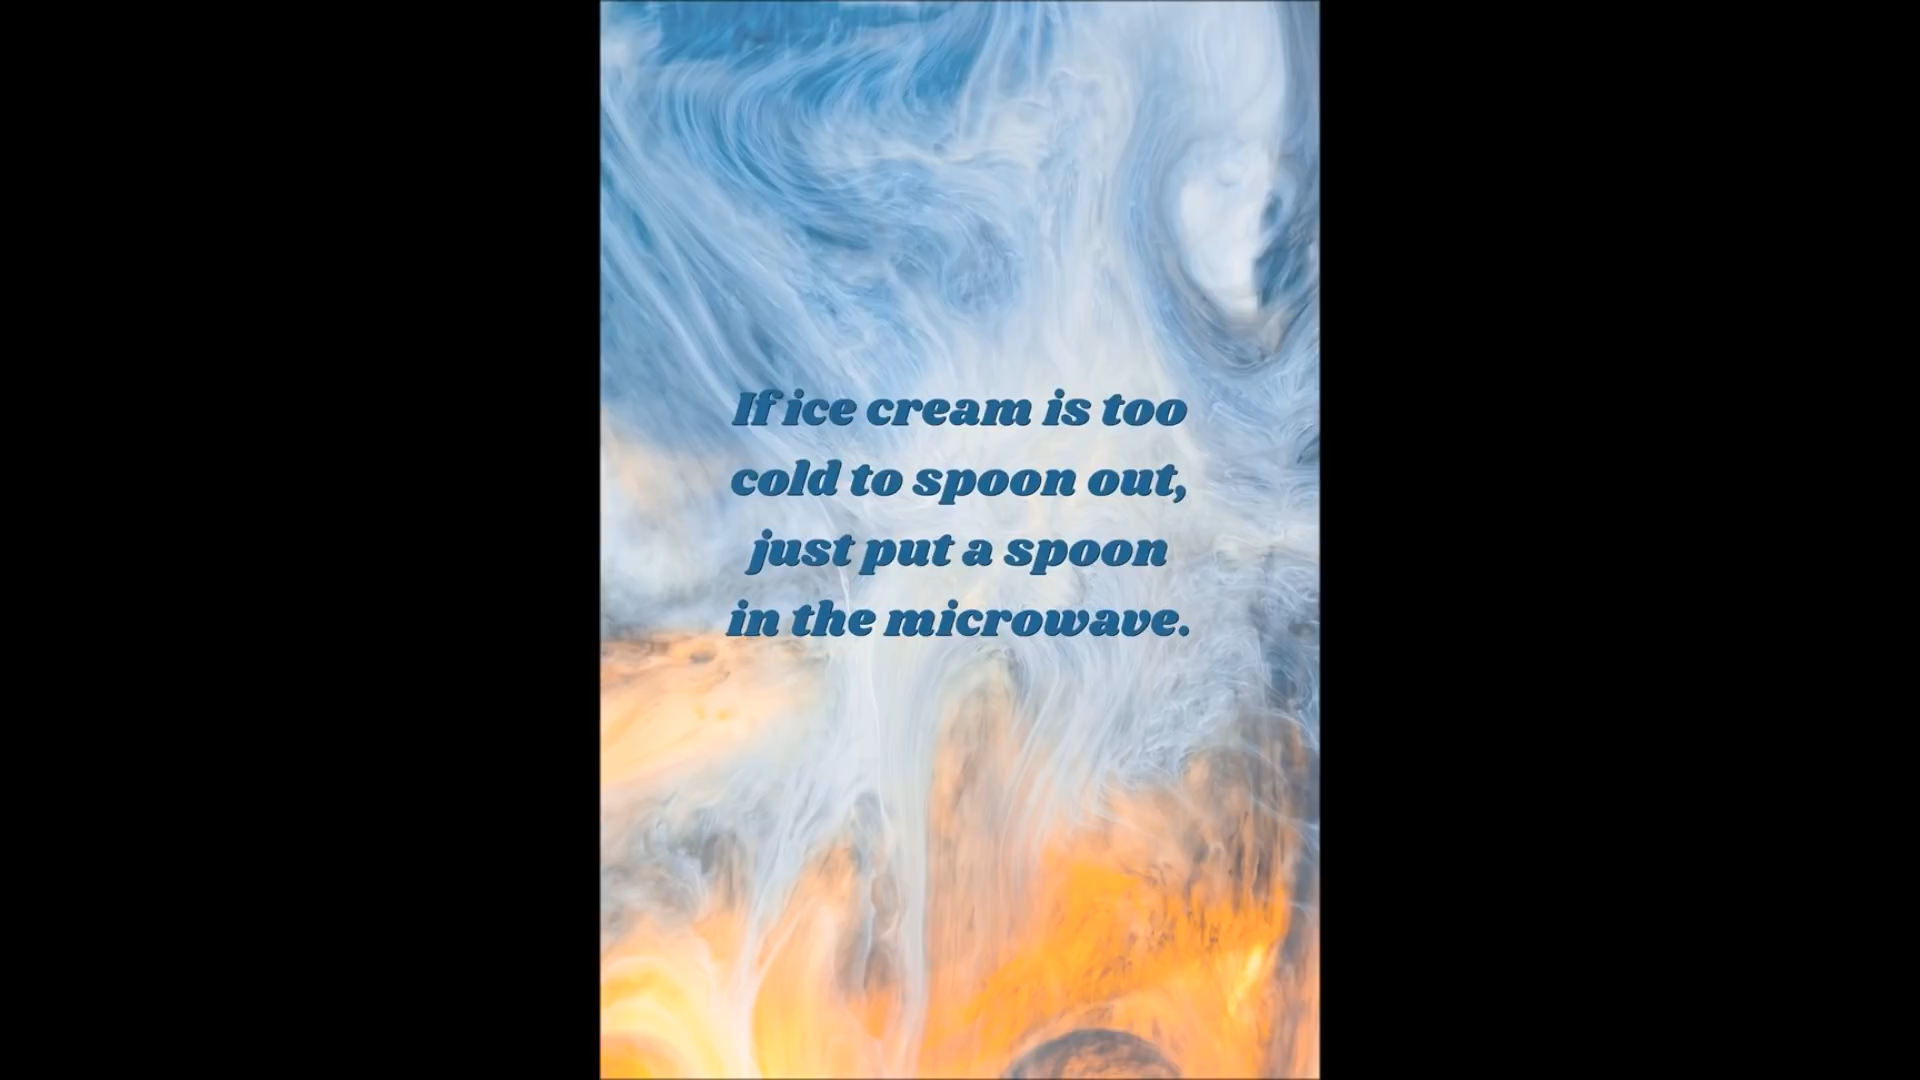 If ice cream is too
cold to spoon out,
just put a spoon
in the microwave.